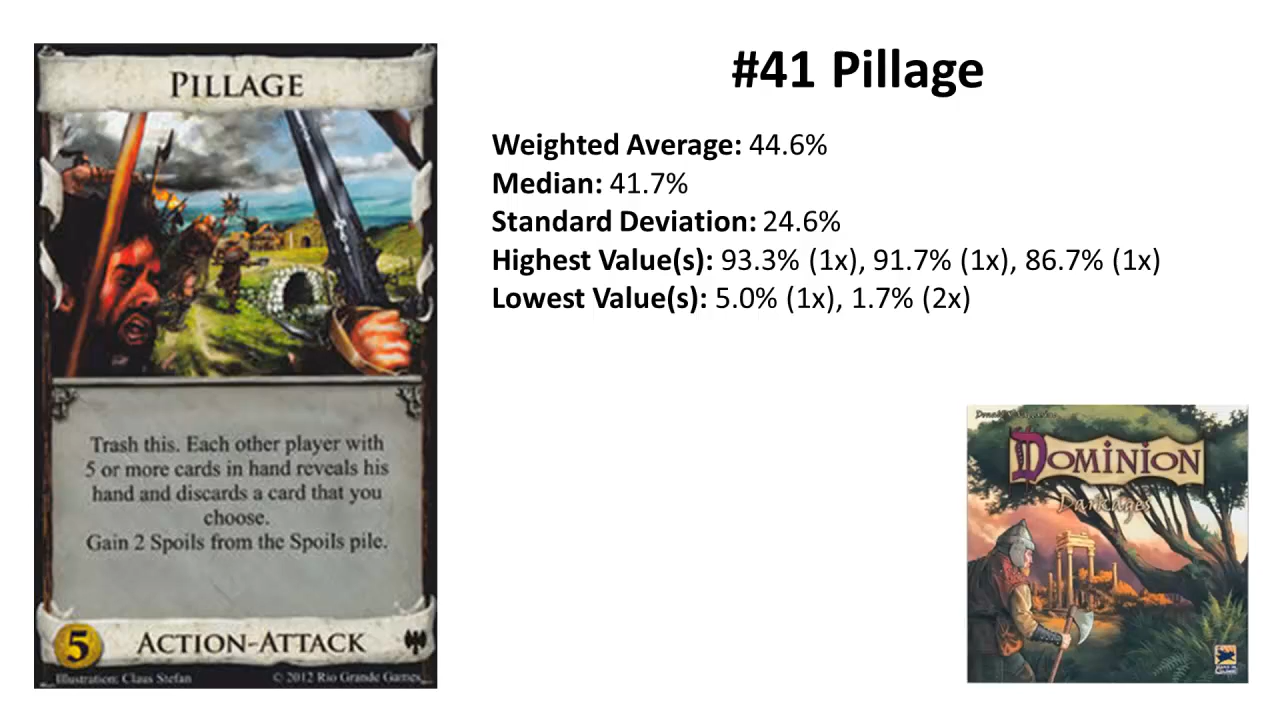 PILLAGE
Trash this. Each other player with
5 or more cards in hand reveals his
hand and discards a card that you
choose.
Gain 2 Spoils from the Spoils pile.
5 ACTION-ATTACK
Illustration: Claus Stefan © 2012 Rio Grande Games
#41 Pillage
Weighted Average: 44.6%
Median: 41.7%
Standard Deviation: 24.6%
Highest Value(s): 93.3% (1x), 91.7% (1x), 86.7% (1x)
Lowest Value(s): 5.0% (1x), 1.7% (2x)
DOMINION
Dark Ages